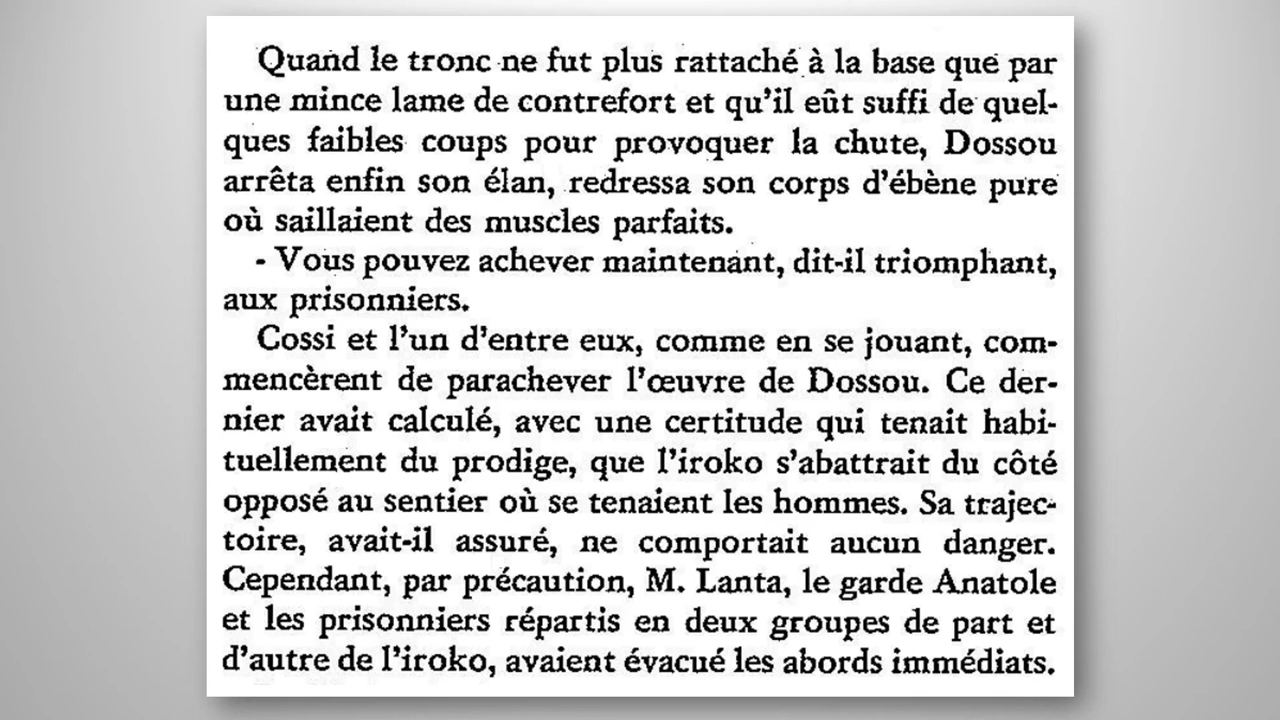 Quand le tronc ne fut plus rattaché à la base que par
une mince lame de contrefort et qu'il eût suffi de quel-
ques faibles coups pour provoquer la chute, Dossou
arrêta enfin son élan, redressa son corps d'ébène pure
où saillaient des muscles parfaits.
- Vous pouvez achever maintenant, dit-il triomphant,
aux prisonniers.
Cossi et l'un d'entre eux, comme en se jouant, com-
mencèrent de parachever l'œuvre de Dossou. Ce der-
nier avait calculé, avec une certitude qui tenait habi-
tuellement du prodige, que l'iroko s'abattrait du côté
opposé au sentier où se tenaient les hommes. Sa trajec-
toire, avait-il assuré, ne comportait aucun danger.
Cependant, par précaution, M. Lanta, le garde Anatole
et les prisonniers répartis en deux groupes de part et
d'autre de l'iroko, avaient évacué les abords immédiats.